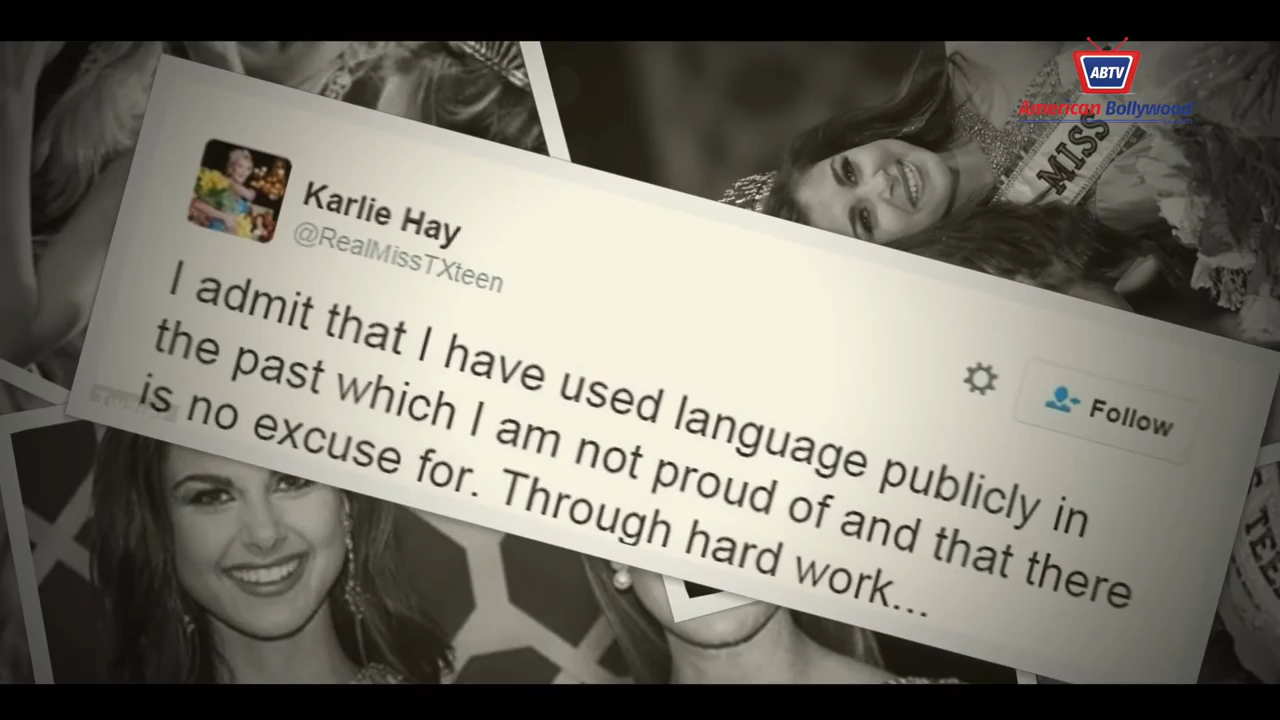 ABTV
American Bollywood
MISS
Karlie Hay
@RealMissTXteen
Follow
I admit that I have used language publicly in
the past which I am not proud of and that there
is no excuse for. Through hard work...